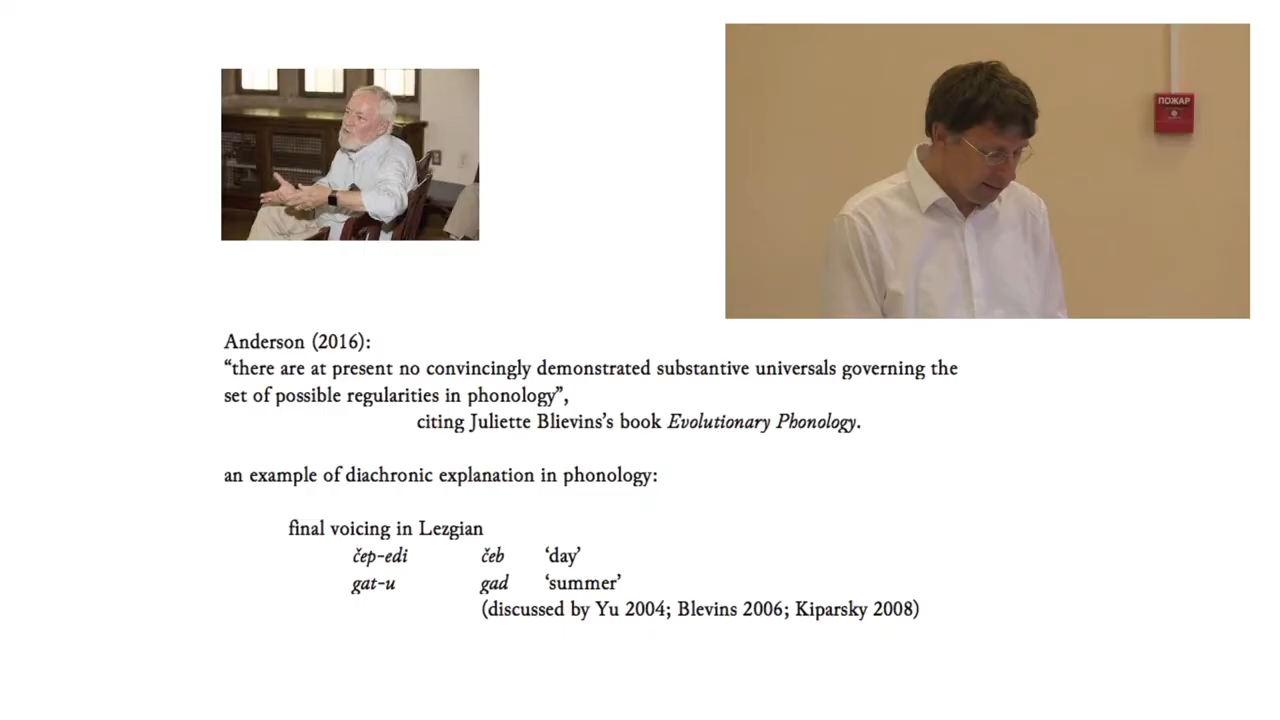 ПОЖАР
Anderson (2016):
“there are at present no convincingly demonstrated substantive universals governing the
set of possible regularities in phonology”,
citing Juliette Blievins’s book Evolutionary Phonology.
an example of diachronic explanation in phonology:
final voicing in Lezgian
čep-edi čeb ‘day’
gat-u gad ‘summer’
(discussed by Yu 2004; Blevins 2006; Kiparsky 2008)